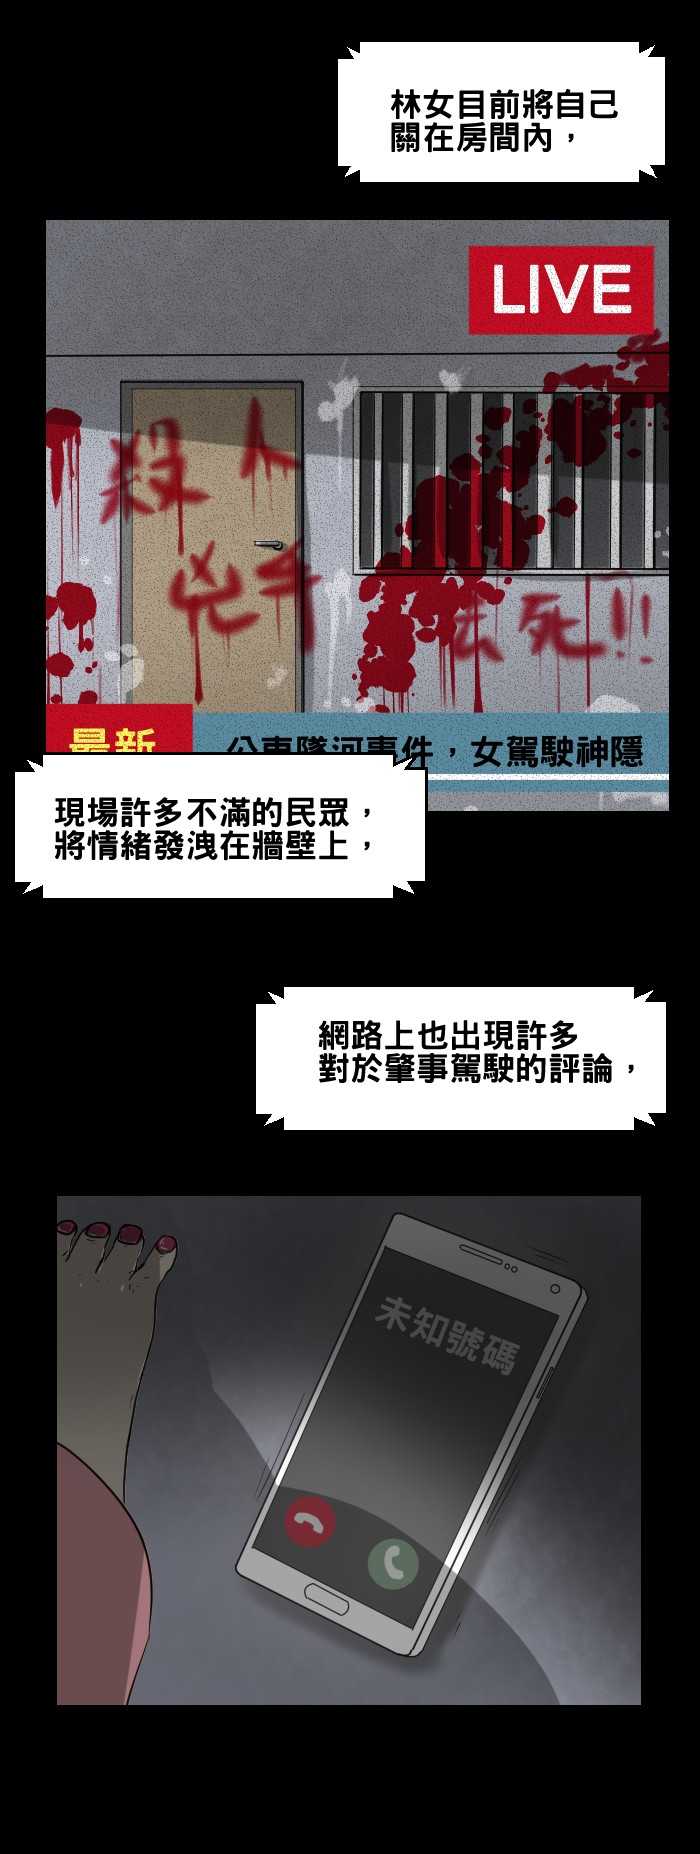 林女目前將自己
關在房間內，
LIVE
殺人
兇手
去死!!
最新
公車墜河事件，女駕駛神隱
現場許多不滿的民眾，
將情緒發洩在牆壁上，
網路上也出現許多
對於肇事駕駛的評論，
未知號碼